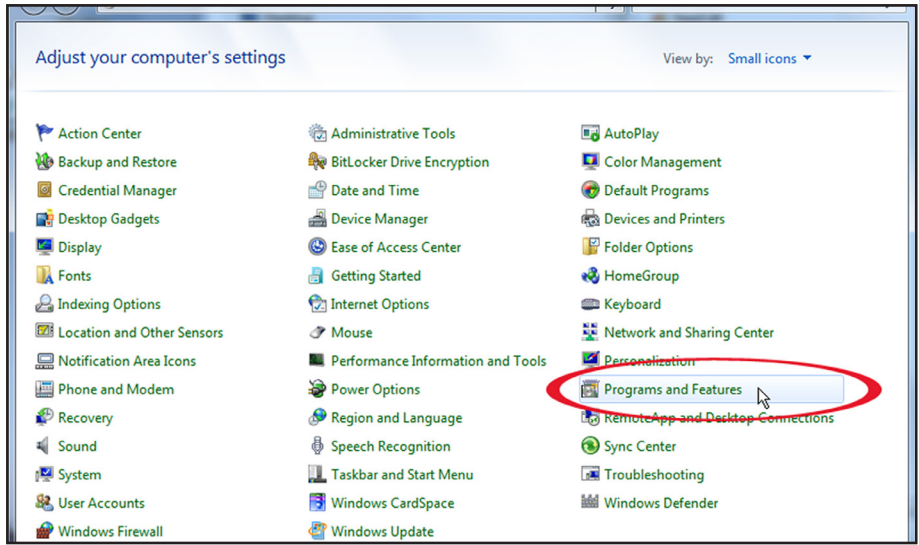 Adjust your computer's settings
View by: Small icons
Action Center
Administrative Tools
AutoPlay
Backup and Restore
BitLocker Drive Encryption
Color Management
Credential Manager
Date and Time
Default Programs
Desktop Gadgets
Device Manager
Devices and Printers
Display
Ease of Access Center
Folder Options
Fonts
Getting Started
HomeGroup
Indexing Options
Internet Options
Keyboard
Location and Other Sensors
Mouse
Network and Sharing Center
Notification Area Icons
Performance Information and Tools
Personalization
Phone and Modem
Power Options
Programs and Features
Recovery
Region and Language
RemoteApp and Desktop Connections
Sound
Speech Recognition
Sync Center
System
Taskbar and Start Menu
Troubleshooting
User Accounts
Windows CardSpace
Windows Defender
Windows Firewall
Windows Update